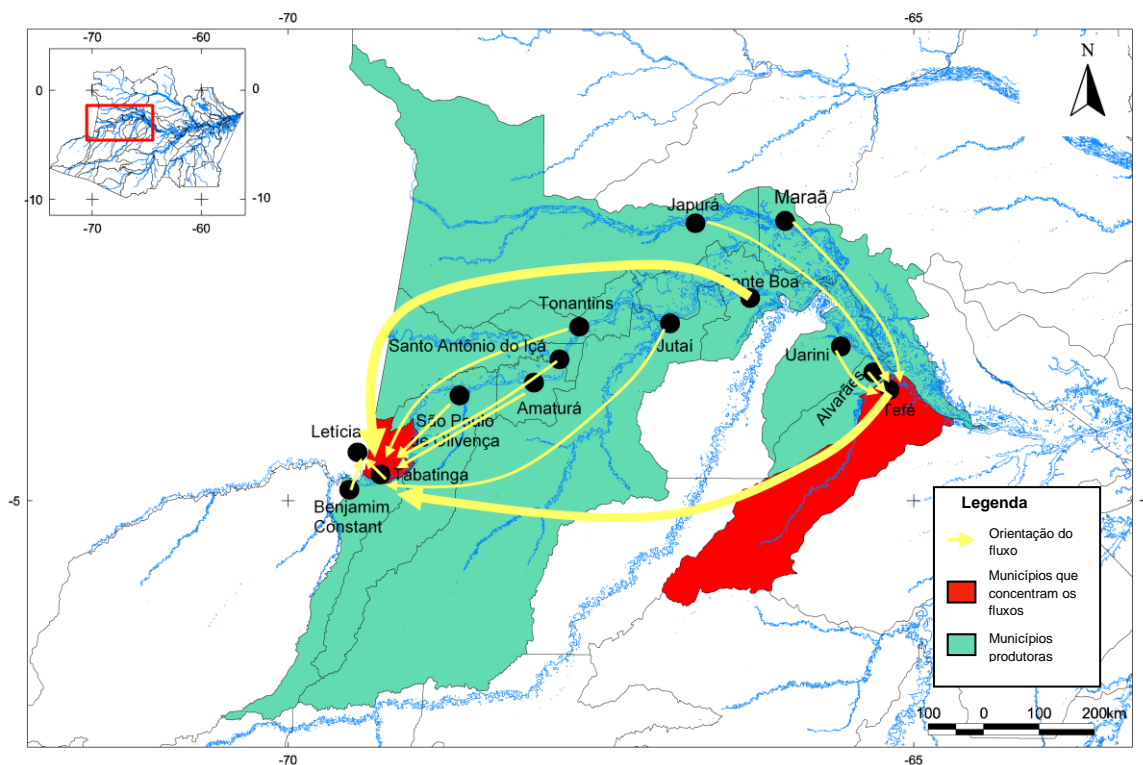 -70
-65
-70
-60
0
0
-10
-10
N
Japurá
Maraã
Fonte Boa
Tonantins
Santo Antônio do Içá
Jutaí
Uarini
Alvarães
Tefé
Amaturá
São Paulo
de Olivença
Letícia
Tabatinga
Benjamim
Constant
-5
-5
Legenda
Orientação do
fluxo
Municípios que
concentram os
fluxos
Municípios
produtoras
100 0 100 200km
-70
-65